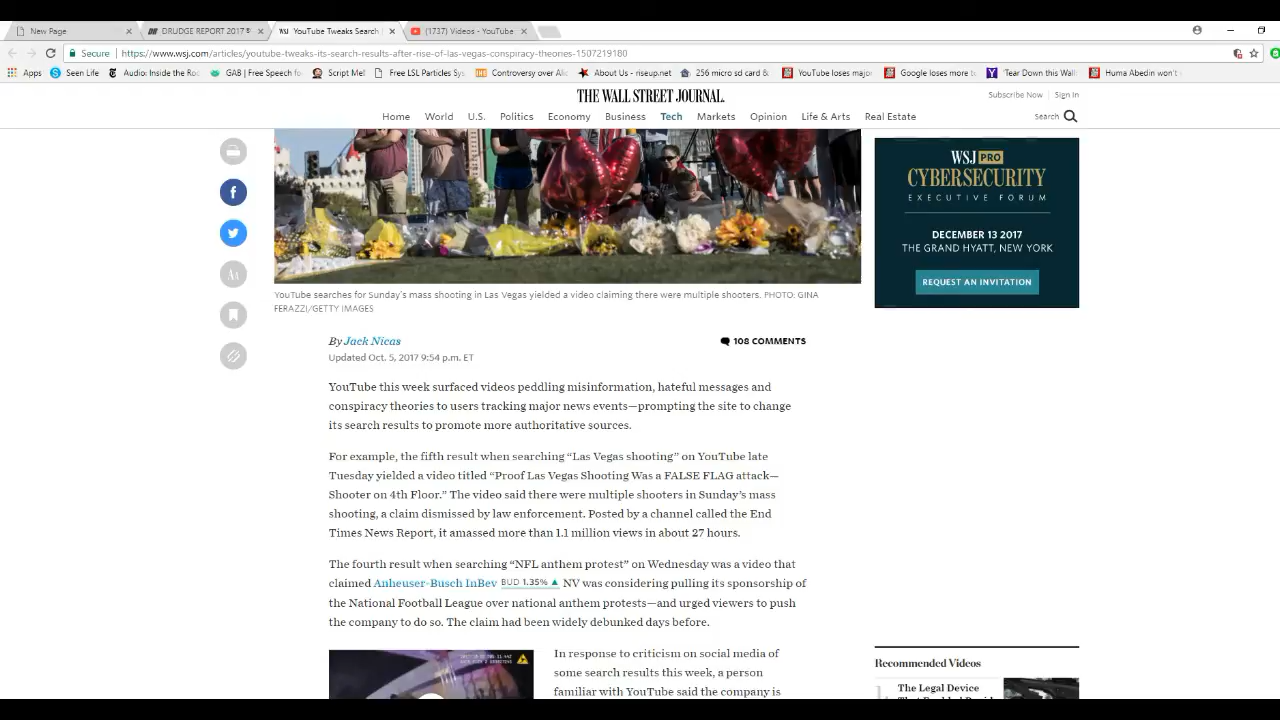 New Page
DRUDGE REPORT 2017®
YouTube Tweaks Search
(1737) Videos - YouTube
Secure
https://www.wsj.com/articles/youtube-tweaks-its-search-results-after-rise-of-las-vegas-conspiracy-theories-1507219180
Apps
Seen Life
Audio: Inside the Ro
GAB | Free Speech fo
Script Mel
Free LSL Particles Sys
Controversy over Ali
About Us - riseup.net
256 micro sd card &
YouTube loses major
Google loses more
Tear Down this Wall
Huma Abedin won't
THE WALL STREET JOURNAL.
Subscribe Now
Sign In
Home World U.S. Politics Economy Business Tech Markets Opinion Life & Arts Real Estate
Search
WSJ PRO
CYBERSECURITY
EXECUTIVE FORUM
DECEMBER 13 2017
THE GRAND HYATT, NEW YORK
REQUEST AN INVITATION
AA
YouTube searches for Sunday's mass shooting in Las Vegas yielded a video claiming there were multiple shooters. PHOTO: GINA
FERAZZI/GETTY IMAGES
By Jack Nicas
108 COMMENTS
Updated Oct. 5, 2017 9:54 p.m. ET
YouTube this week surfaced videos peddling misinformation, hateful messages and
conspiracy theories to users tracking major news events—prompting the site to change
its search results to promote more authoritative sources.
For example, the fifth result when searching “Las Vegas shooting” on YouTube late
Tuesday yielded a video titled “Proof Las Vegas Shooting Was a FALSE FLAG attack—
Shooter on 4th Floor.” The video said there were multiple shooters in Sunday’s mass
shooting, a claim dismissed by law enforcement. Posted by a channel called the End
Times News Report, it amassed more than 1.1 million views in about 27 hours.
The fourth result when searching “NFL anthem protest” on Wednesday was a video that
claimed Anheuser-Busch InBev BUD 1.35% ▲ NV was considering pulling its sponsorship of
the National Football League over national anthem protests—and urged viewers to push
the company to do so. The claim had been widely debunked days before.
In response to criticism on social media of
some search results this week, a person
familiar with YouTube said the company is
Recommended Videos
The Legal Device